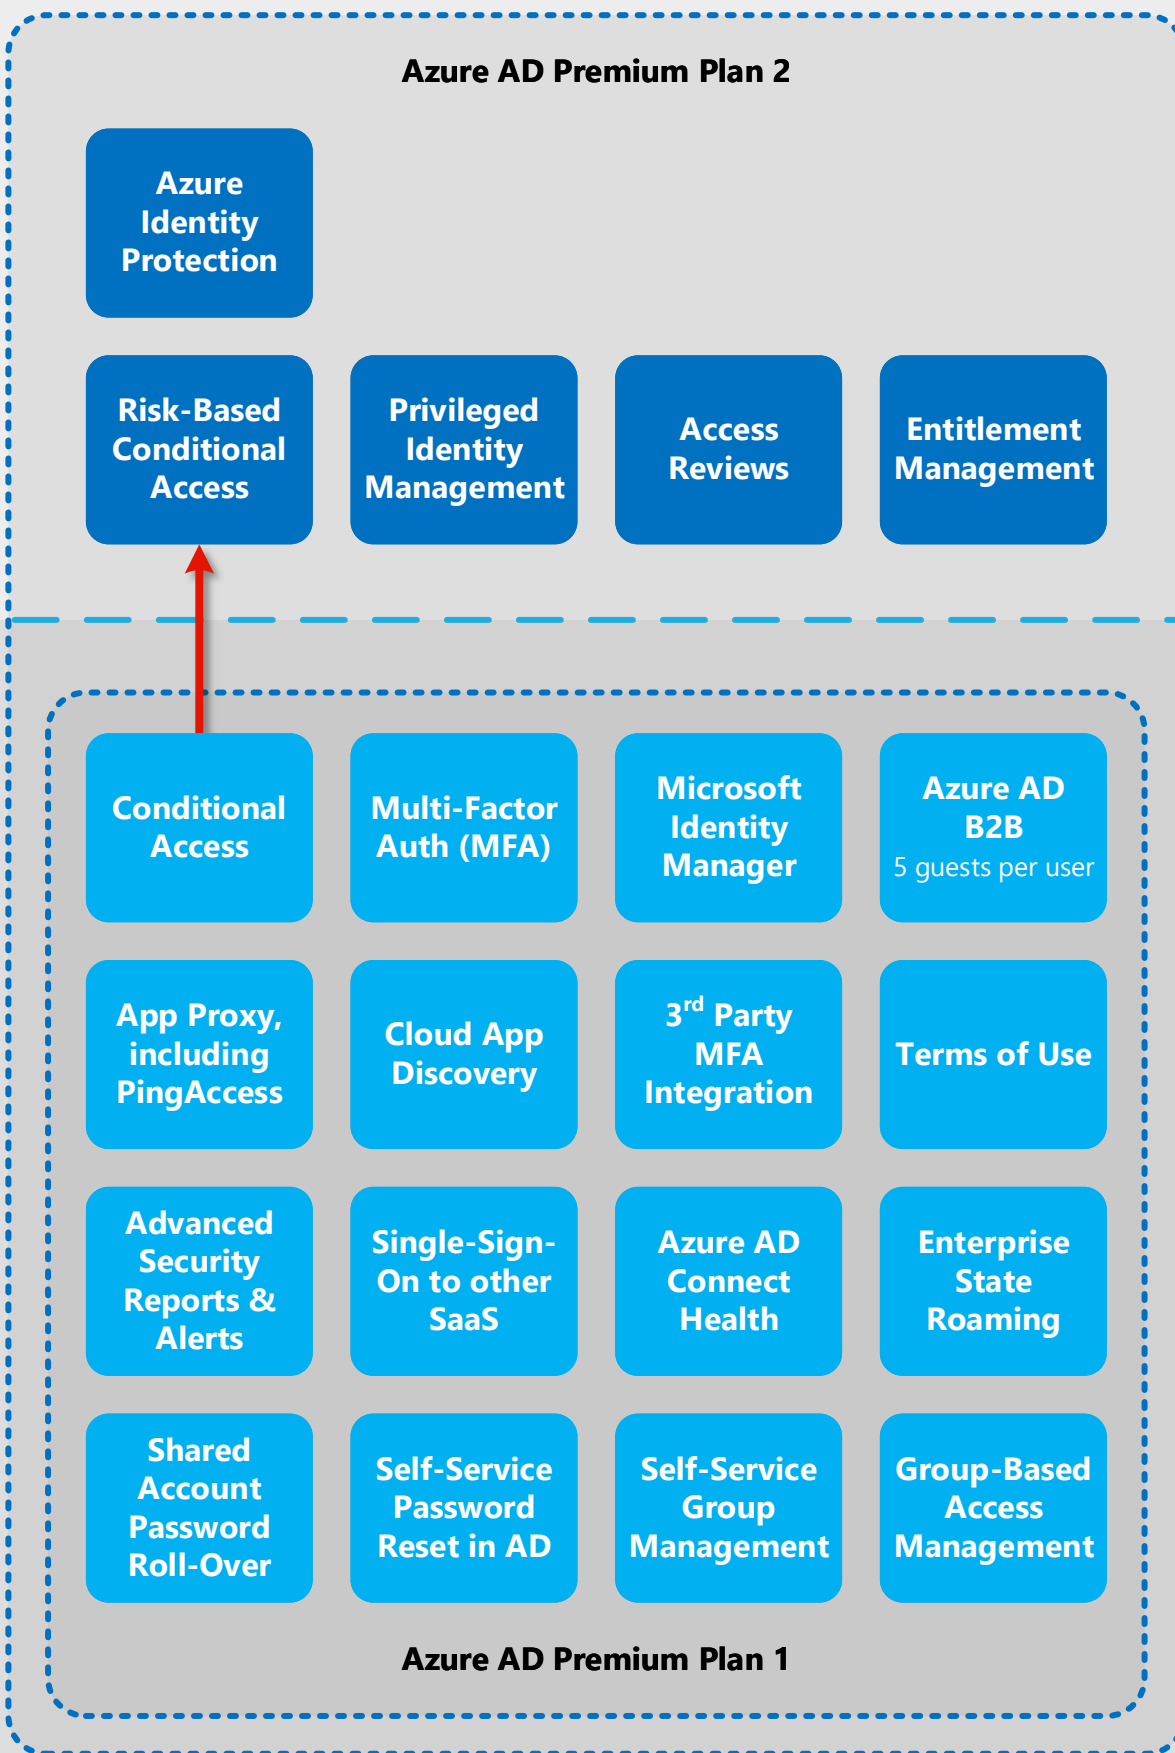 Azure AD Premium Plan 2
Azure
Identity
Protection
Risk-Based
Conditional
Access
Privileged
Identity
Management
Access
Reviews
Entitlement
Management
Conditional
Access
Multi-Factor
Auth (MFA)
Microsoft
Identity
Manager
Azure AD
B2B
5 guests per user
App Proxy,
including
PingAccess
Cloud App
Discovery
3rd Party
MFA
Integration
Terms of Use
Advanced
Security
Reports &
Alerts
Single-Sign-
On to other
SaaS
Azure AD
Connect
Health
Enterprise
State
Roaming
Shared
Account
Password
Roll-Over
Self-Service
Password
Reset in AD
Self-Service
Group
Management
Group-Based
Access
Management
Azure AD Premium Plan 1